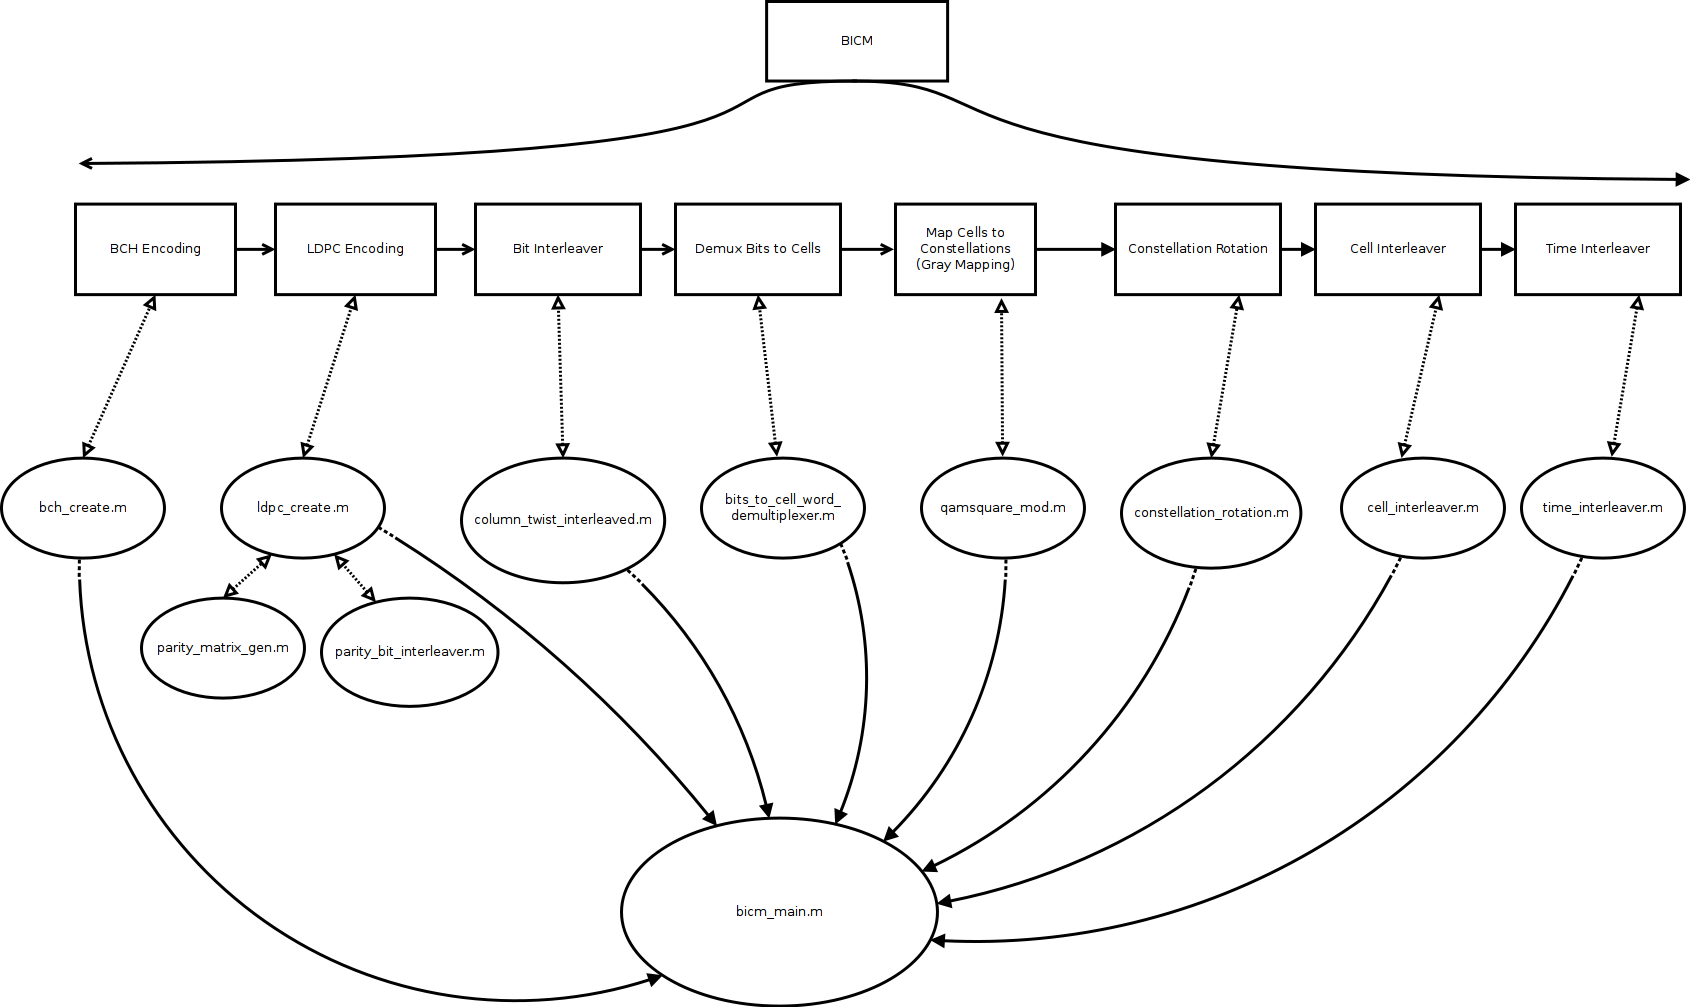 BICM
BCH Encoding
LDPC Encoding
Bit Interleaver
Demux Bits to Cells
Map Cells to
Constellations
(Gray Mapping)
Constellation Rotation
Cell Interleaver
Time Interleaver
bch_create.m
ldpc_create.m
column_twist_interleaved.m
bits_to_cell_word_
demultiplexer.m
qamsquare_mod.m
constellation_rotation.m
cell_interleaver.m
time_interleaver.m
parity_matrix_gen.m
parity_bit_interleaver.m
bicm_main.m